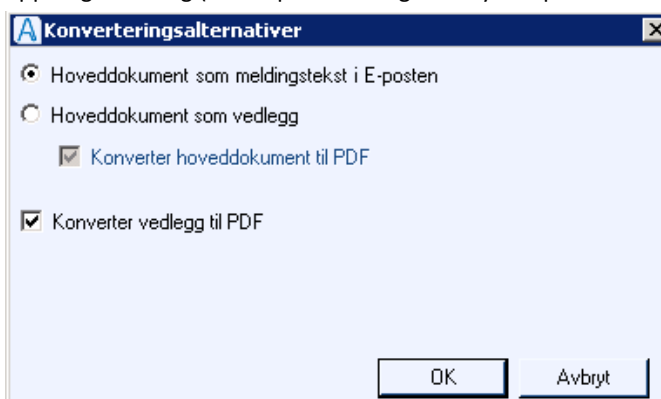 Konverteringsalternativer
Hoveddokument som meldingstekst i E-posten
Hoveddokument som vedlegg
Konverter hoveddokument til PDF
Konverter vedlegg til PDF
OK Avbryt